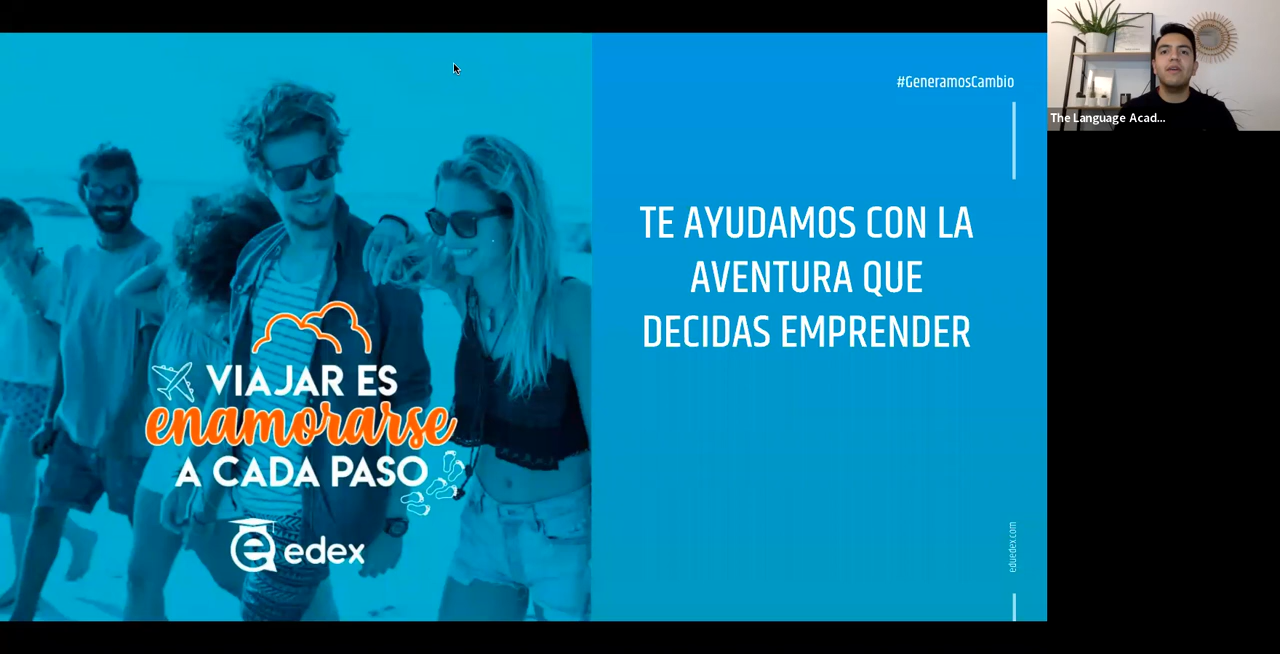 VIAJAR ES
enamorarse
A CADA PASO
edex
#GeneramosCambio
TE AYUDAMOS CON LA
AVENTURA QUE
DECIDAS EMPRENDER
eduedex.com
The Language Acad...